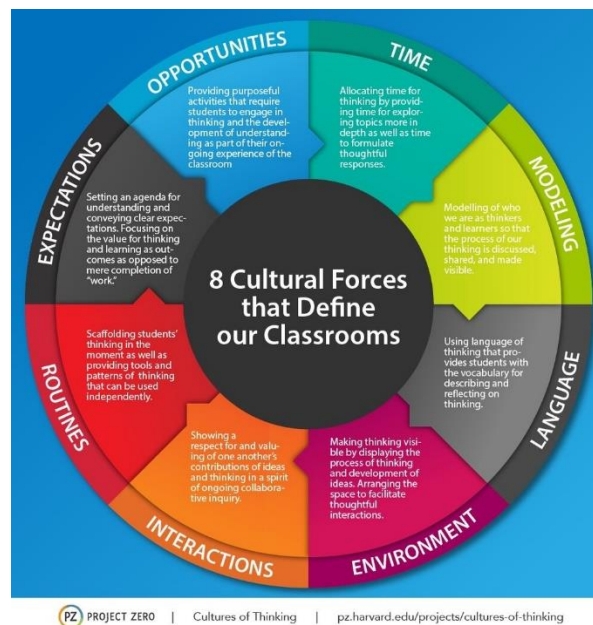 8 Cultural Forces
that Define
our Classrooms
OPPORTUNITIES
Providing purposeful
activities that require
students to engage in
thinking and the devel-
opment of understand-
ing as part of their on-
going experience of the
classroom
TIME
Allocating time for
thinking by provid-
ing time for explor-
ing topics more in
depth as well as time
to formulate
thoughtful
responses.
MODELING
Modelling of who
we are as thinkers
and learners so that
the process of our
thinking is discussed,
shared, and made
visible.
LANGUAGE
Using language of
thinking that pro-
vides students with
the vocabulary for
describing and
reflecting on
thinking.
ENVIRONMENT
Making thinking visi-
ble by displaying the
process of thinking
and development of
ideas. Arranging the
space to facilitate
thoughtful
interactions.
INTERACTIONS
Showing a
respect for and valu-
ing of one another's
contributions of ideas
and thinking in a spirit
of ongoing collabora-
tive inquiry.
ROUTINES
Scaffolding students'
thinking in the
moment as well as
providing tools and
patterns of thinking
that can be used
independently.
EXPECTATIONS
Setting an agenda for
understanding and
conveying clear expec-
tations. Focusing on
the value for thinking
and learning as out-
comes as opposed to
mere completion of
"work."
PZ PROJECT ZERO | Cultures of Thinking | pz.harvard.edu/projects/cultures-of-thinking